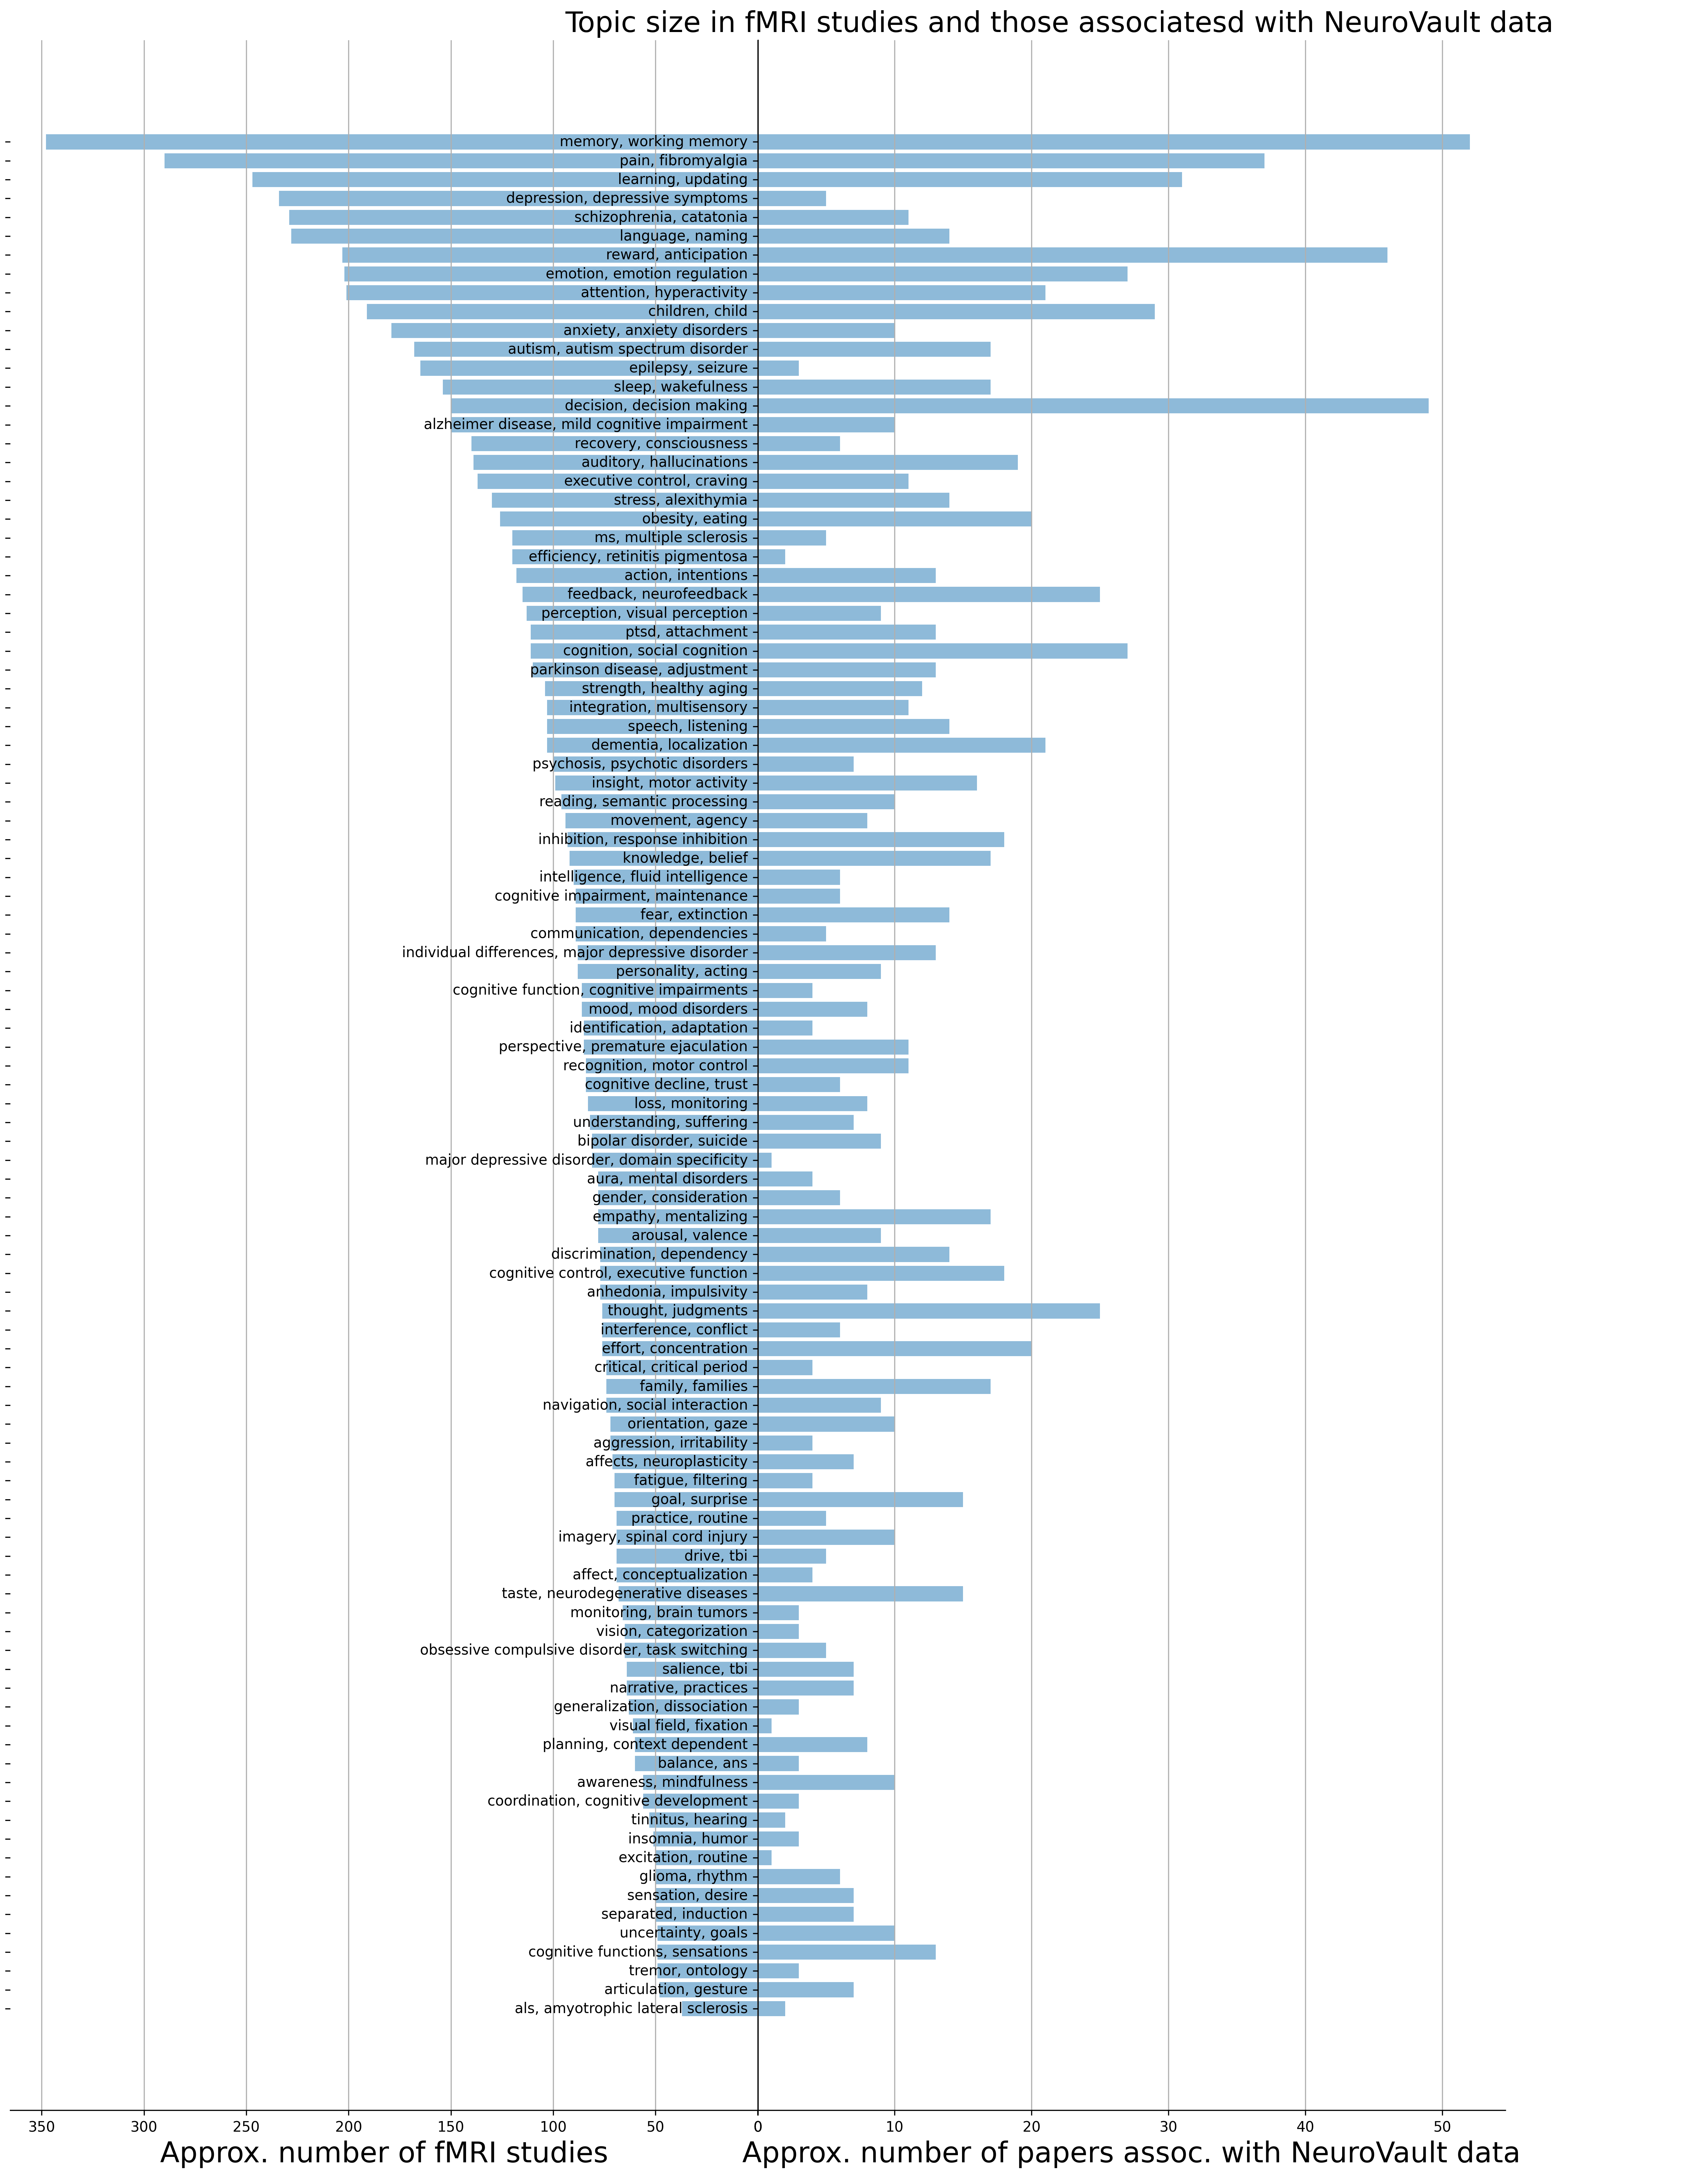 Topic size in fMRI studies and those associatesd with NeuroVault data
memory, working memory
pain, fibromyalgia
learning, updating
depression, depressive symptoms
schizophrenia, catatonia
language, naming
reward, anticipation
emotion, emotion regulation
attention, hyperactivity
children, child
anxiety, anxiety disorders
autism, autism spectrum disorder
epilepsy, seizure
sleep, wakefulness
decision, decision making
alzheimer disease, mild cognitive impairment
recovery, consciousness
auditory, hallucinations
executive control, craving
stress, alexithymia
obesity, eating
ms, multiple sclerosis
efficiency, retinitis pigmentosa
action, intentions
feedback, neurofeedback
perception, visual perception
ptsd, attachment
cognition, social cognition
parkinson disease, adjustment
strength, healthy aging
integration, multisensory
speech, listening
dementia, localization
psychosis, psychotic disorders
insight, motor activity
reading, semantic processing
movement, agency
inhibition, response inhibition
knowledge, belief
intelligence, fluid intelligence
cognitive impairment, maintenance
fear, extinction
communication, dependencies
individual differences, major depressive disorder
personality, acting
cognitive function, cognitive impairments
mood, mood disorders
identification, adaptation
perspective, premature ejaculation
recognition, motor control
cognitive decline, trust
loss, monitoring
understanding, suffering
bipolar disorder, suicide
major depressive disorder, domain specificity
aura, mental disorders
gender, consideration
empathy, mentalizing
arousal, valence
discrimination, dependency
cognitive control, executive function
anhedonia, impulsivity
thought, judgments
interference, conflict
effort, concentration
critical, critical period
family, families
navigation, social interaction
orientation, gaze
aggression, irritability
affects, neuroplasticity
fatigue, filtering
goal, surprise
practice, routine
imagery, spinal cord injury
drive, tbi
affect, conceptualization
taste, neurodegenerative diseases
monitoring, brain tumors
vision, categorization
obsessive compulsive disorder, task switching
salience, tbi
narrative, practices
generalization, dissociation
visual field, fixation
planning, context dependent
balance, ans
awareness, mindfulness
coordination, cognitive development
tinnitus, hearing
insomnia, humor
excitation, routine
glioma, rhythm
sensation, desire
separated, induction
uncertainty, goals
cognitive functions, sensations
tremor, ontology
articulation, gesture
als, amyotrophic lateral sclerosis
350 300 250 200 150 100 50 0 10 20 30 40 50
Approx. number of fMRI studies Approx. number of papers assoc. with NeuroVault data